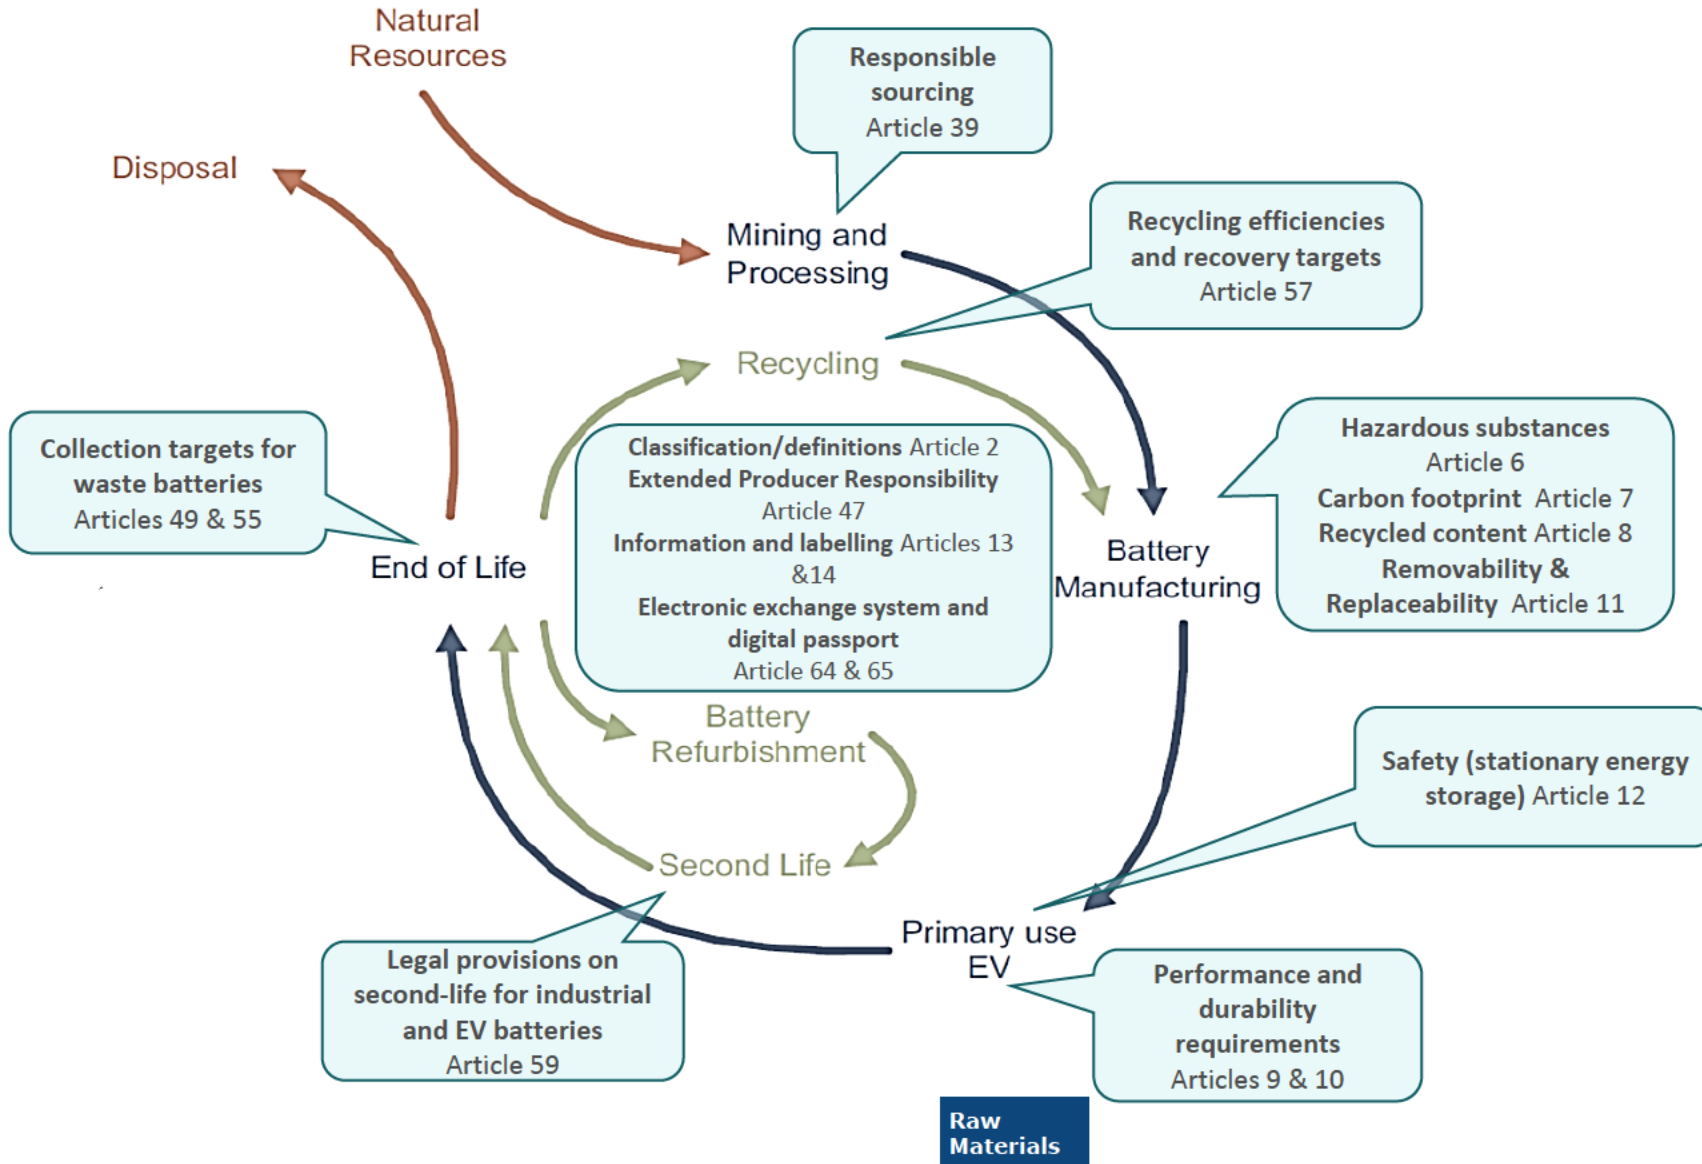 Natural
Resources
Responsible
sourcing
Article 39
Disposal
Mining and
Processing
Recycling efficiencies
and recovery targets
Article 57
Recycling
Collection targets for
waste batteries
Articles 49 & 55
Classification/definitions Article 2
Extended Producer Responsibility
Article 47
Information and labelling Articles 13
&14
Electronic exchange system and
digital passport
Article 64 & 65
Hazardous substances
Article 6
Carbon footprint Article 7
Recycled content Article 8
Removability &
Replaceability Article 11
End of Life
Battery
Manufacturing
Battery
Refurbishment
Safety (stationary energy
storage) Article 12
Second Life
Primary use
EV
Legal provisions on
second-life for industrial
and EV batteries
Article 59
Performance and
durability
requirements
Articles 9 & 10
Raw
Materials